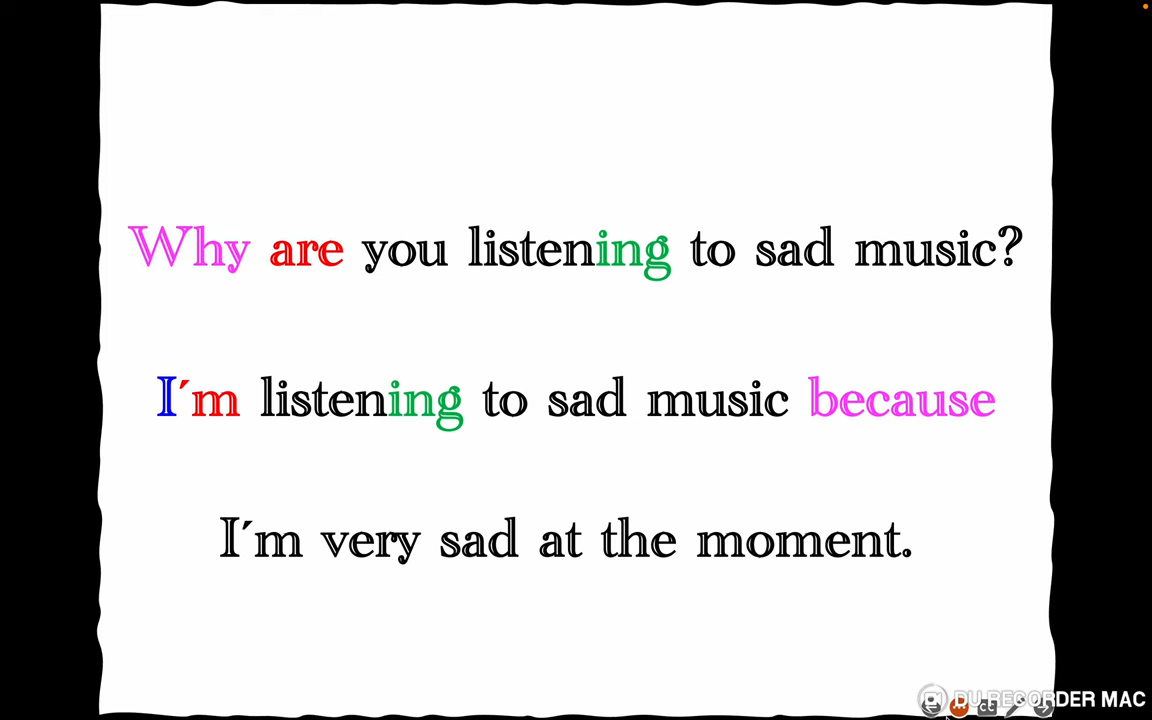 Why are you listening to sad music?
I´m listening to sad music because
I´m very sad at the moment.
DU RECORDER MAC